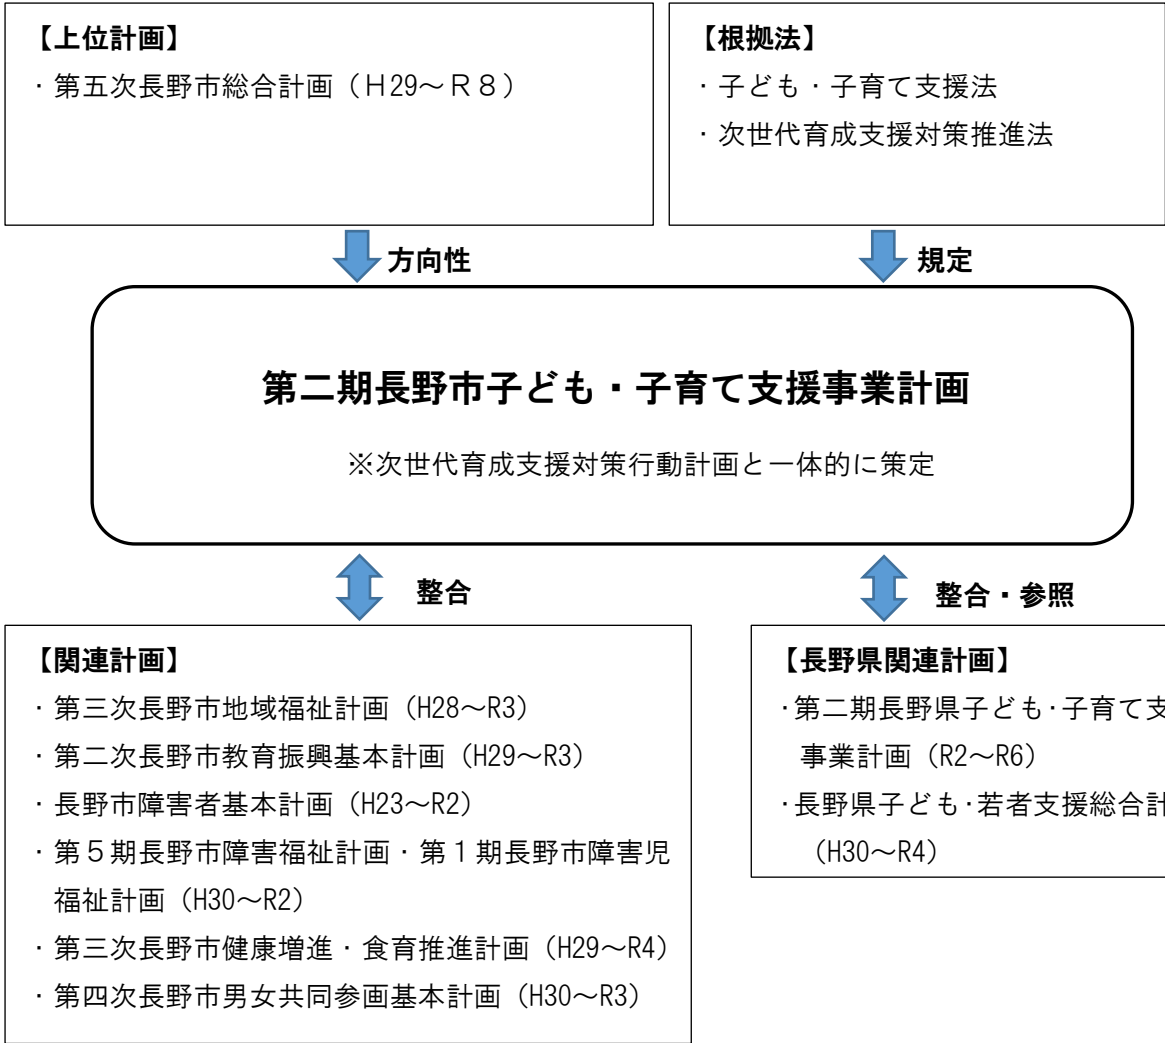 【上位計画】
・第五次長野市総合計画（Ｈ29～Ｒ８）
【根拠法】
・子ども・子育て支援法
・次世代育成支援対策推進法
方向性
規定
第二期長野市子ども・子育て支援事業計画
※次世代育成支援対策行動計画と一体的に策定
整合
整合・参照
【関連計画】
・第三次長野市地域福祉計画（H28～R3）
・第二次長野市教育振興基本計画（H29～R3）
・長野市障害者基本計画（H23～R2）
・第５期長野市障害福祉計画・第１期長野市障害児
福祉計画（H30～R2）
・第三次長野市健康増進・食育推進計画（H29～R4）
・第四次長野市男女共同参画基本計画（H30～R3）
【長野県関連計画】
・第二期長野県子ども・子育て支
事業計画（R2～R6）
・長野県子ども・若者支援総合計
（H30～R4）